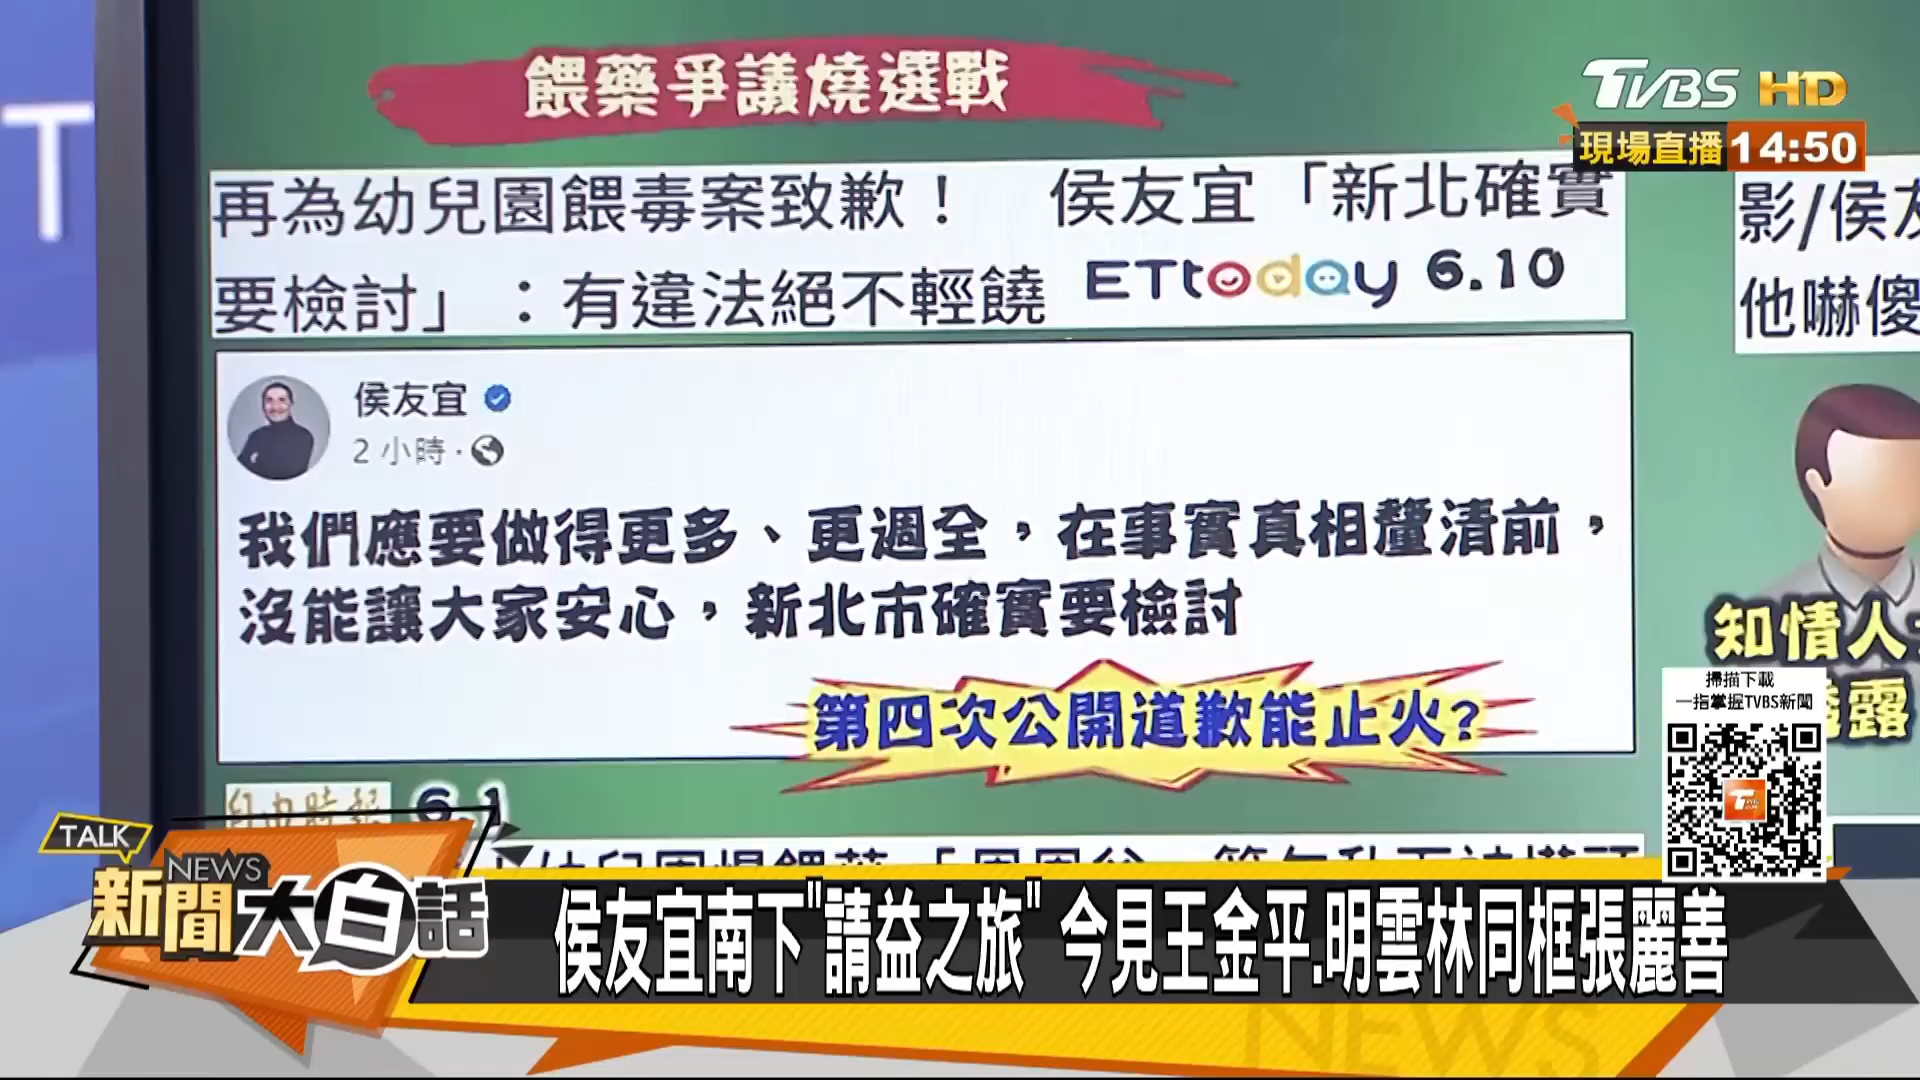 T
餵藥爭議燒選戰
TVBS HD
現場直播 14:50
再為幼兒園餵毒案致歉！ 侯友宜「新北確實
要檢討」：有違法絕不輕饒 ETtoday 6.10
影/侯友
他嚇傻
侯友宜
2 小時
我們應要做得更多、更週全，在事實真相釐清前，
沒能讓大家安心，新北市確實要檢討
第四次公開道歉能止火?
知情人
露
掃描下載
一指掌握TVBS新聞
TALK
NEWS
新聞大白話
侯友宜南下"請益之旅" 今見王金平.明雲林同框張麗善
NEWS